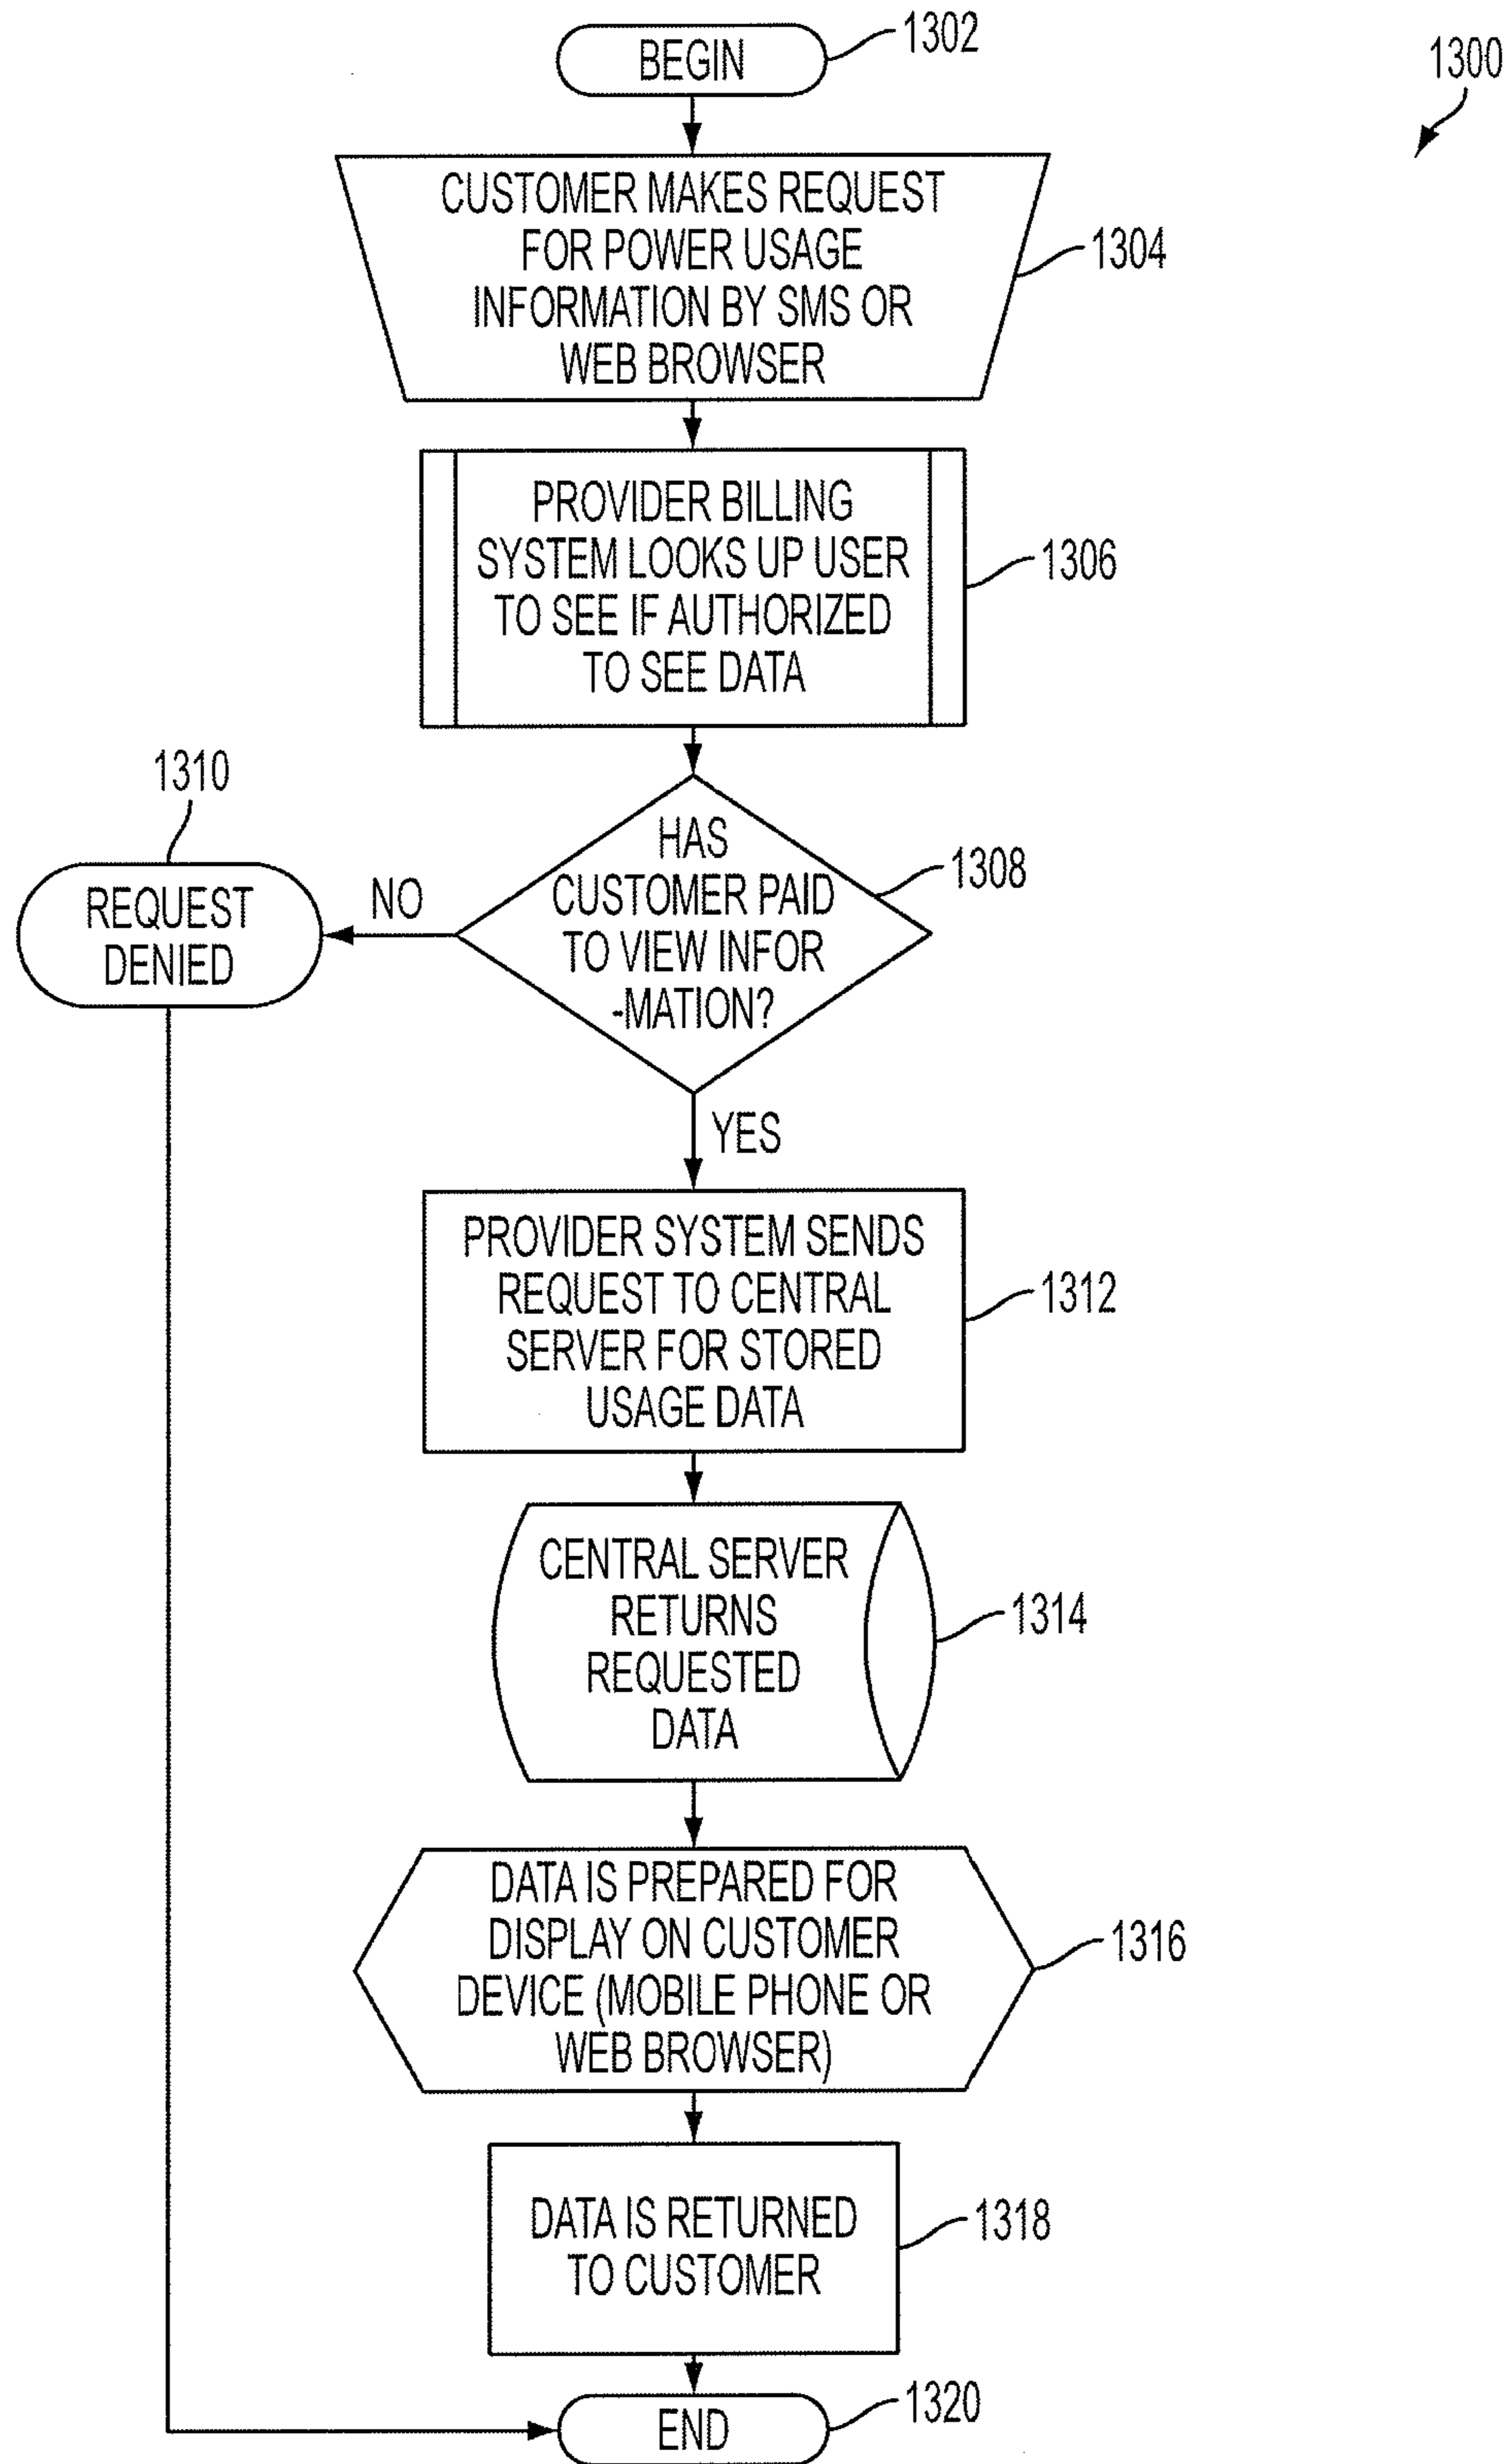 BEGIN
1302
1300
CUSTOMER MAKES REQUEST
FOR POWER USAGE
INFORMATION BY SMS OR
WEB BROWSER
1304
PROVIDER BILLING
SYSTEM LOOKS UP USER
TO SEE IF AUTHORIZED
TO SEE DATA
1306
1310
REQUEST
DENIED
NO
HAS
CUSTOMER PAID
TO VIEW INFOR
-MATION?
1308
YES
PROVIDER SYSTEM SENDS
REQUEST TO CENTRAL
SERVER FOR STORED
USAGE DATA
1312
CENTRAL SERVER
RETURNS
REQUESTED
DATA
1314
DATA IS PREPARED FOR
DISPLAY ON CUSTOMER
DEVICE (MOBILE PHONE OR
WEB BROWSER)
1316
DATA IS RETURNED
TO CUSTOMER
1318
END
1320